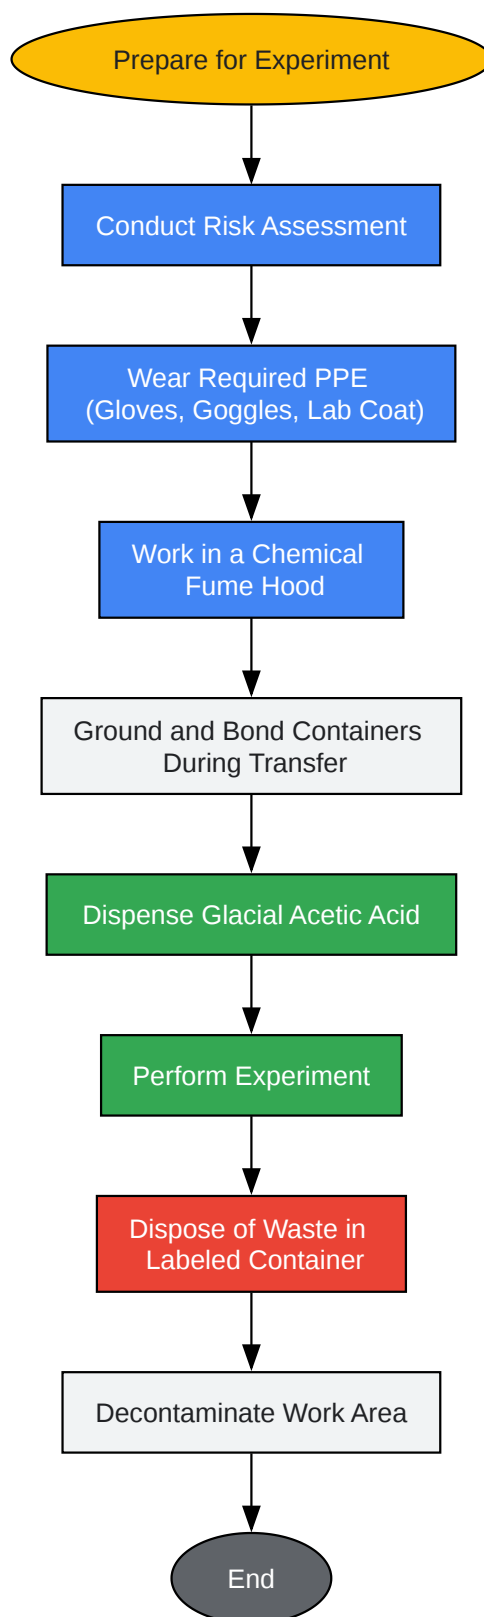 Prepare for Experiment
Conduct Risk Assessment
Wear Required PPE
(Gloves, Goggles, Lab Coat)
Work in a Chemical
Fume Hood
Ground and Bond Containers
During Transfer
Dispense Glacial Acetic Acid
Perform Experiment
Dispose of Waste in
Labeled Container
Decontaminate Work Area
End